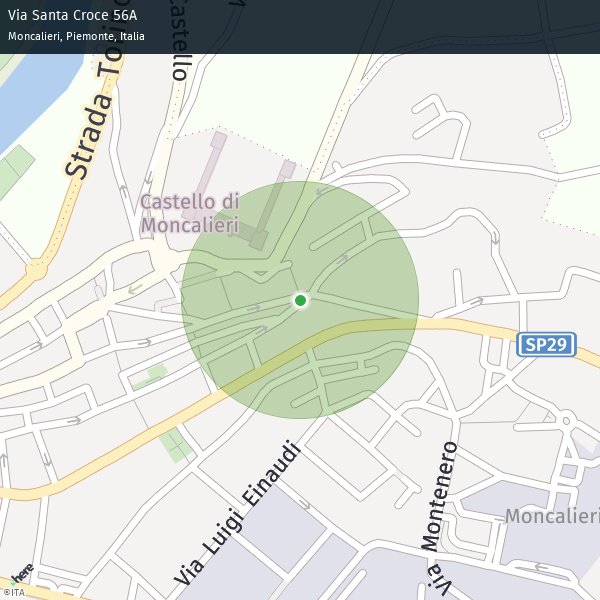 Via Santa Croce 56A
Moncalieri, Piemonte, Italia
Castello
Strada Torino
Castello di
Moncalieri
SP29
Via Luigi Einaudi
Via Montenero
Moncalieri
here
©ITA